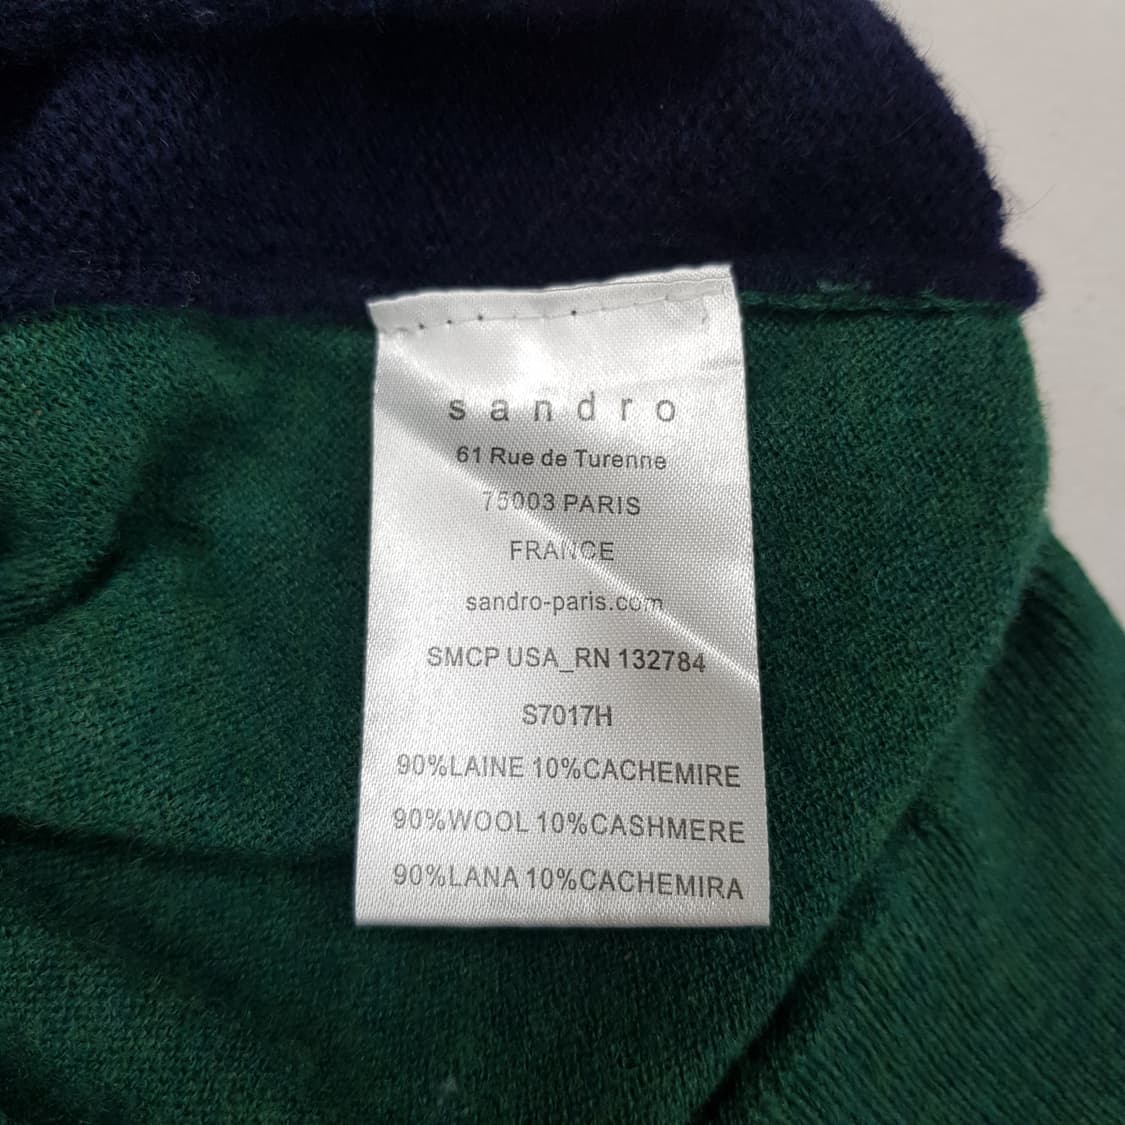 sandro
61 Rue de Turenne
75003 PARIS
FRANCE
sandro-paris.com
SMCP USA_RN 132784
S7017H
90%LAINE 10%CACHEMIRE
90%WOOL 10%CASHMERE
90%LANA 10%CACHEMIRA